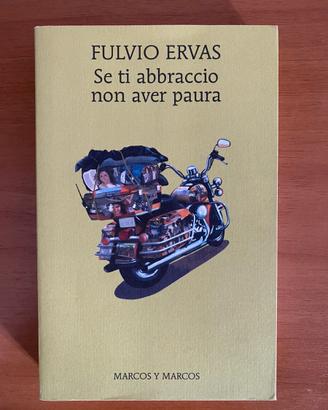 FULVIO ERVAS
Se ti abbraccio
non aver paura
MARCOS Y MARCOS